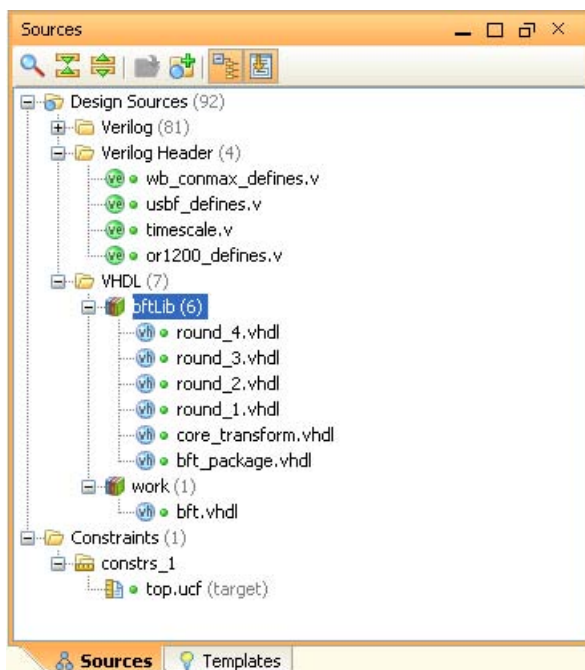 Sources
Design Sources (92)
Verilog (81)
Verilog Header (4)
wb_conmax_defines.v
usbf_defines.v
timescale.v
or1200_defines.v
VHDL (7)
bftLib (6)
round_4.vhdl
round_3.vhdl
round_2.vhdl
round_1.vhdl
core_transform.vhdl
bft_package.vhdl
work (1)
bft.vhdl
Constraints (1)
constrs_1
top.ucf (target)
Sources Templates